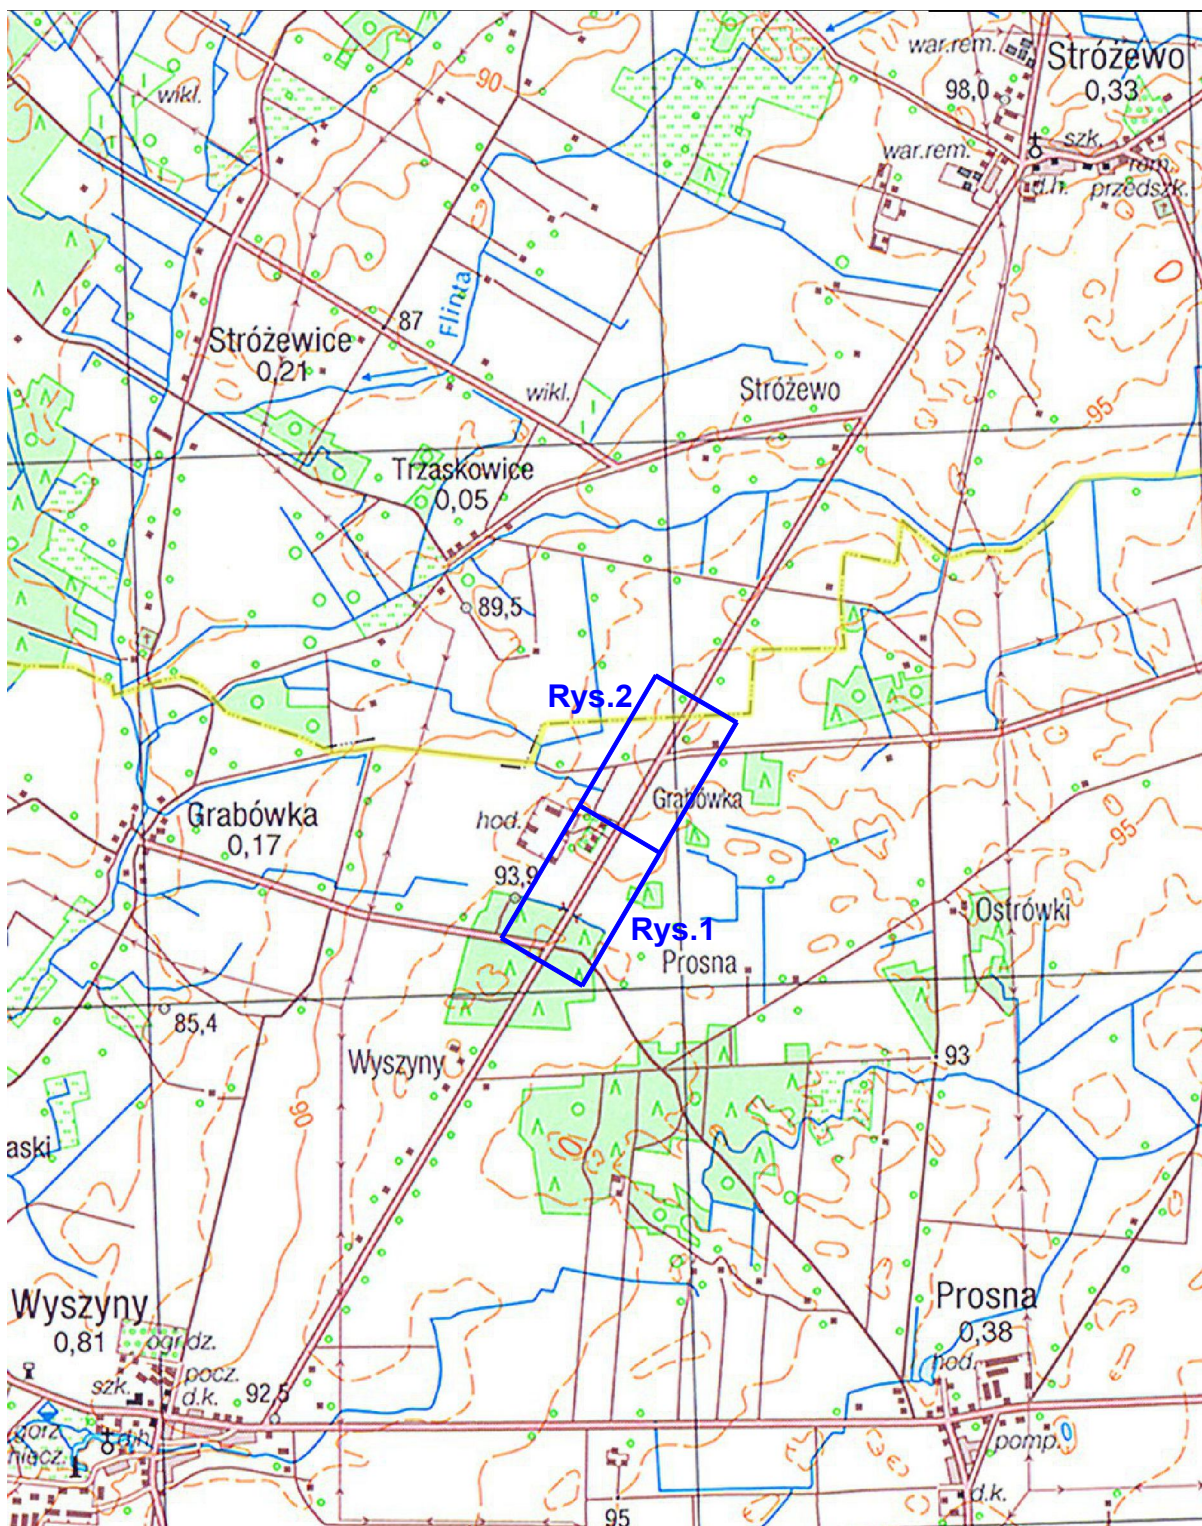 war.rem.
Stróżewo
0,33
98,0
90
wikl.
szk.
war.rem.
rom.
d.h.
przedszk.
Flinta
87
Stróżewice
0,21
wikl.
Stróżewo
95
Trzaskowice
0,05
89,5
Rys.2
Grabówka
hod.
Grabówka
0,17
95
93,9
Ostrówki
Rys.1
Prosna
85,4
93
Wyszyny
90
aski
Wyszyny
0,81
Prosna
0,38
ogr.dz.
pocz.
hod.
szk.
d.k.
92,5
gorz.
d.h.
pomp.
d.k.
95